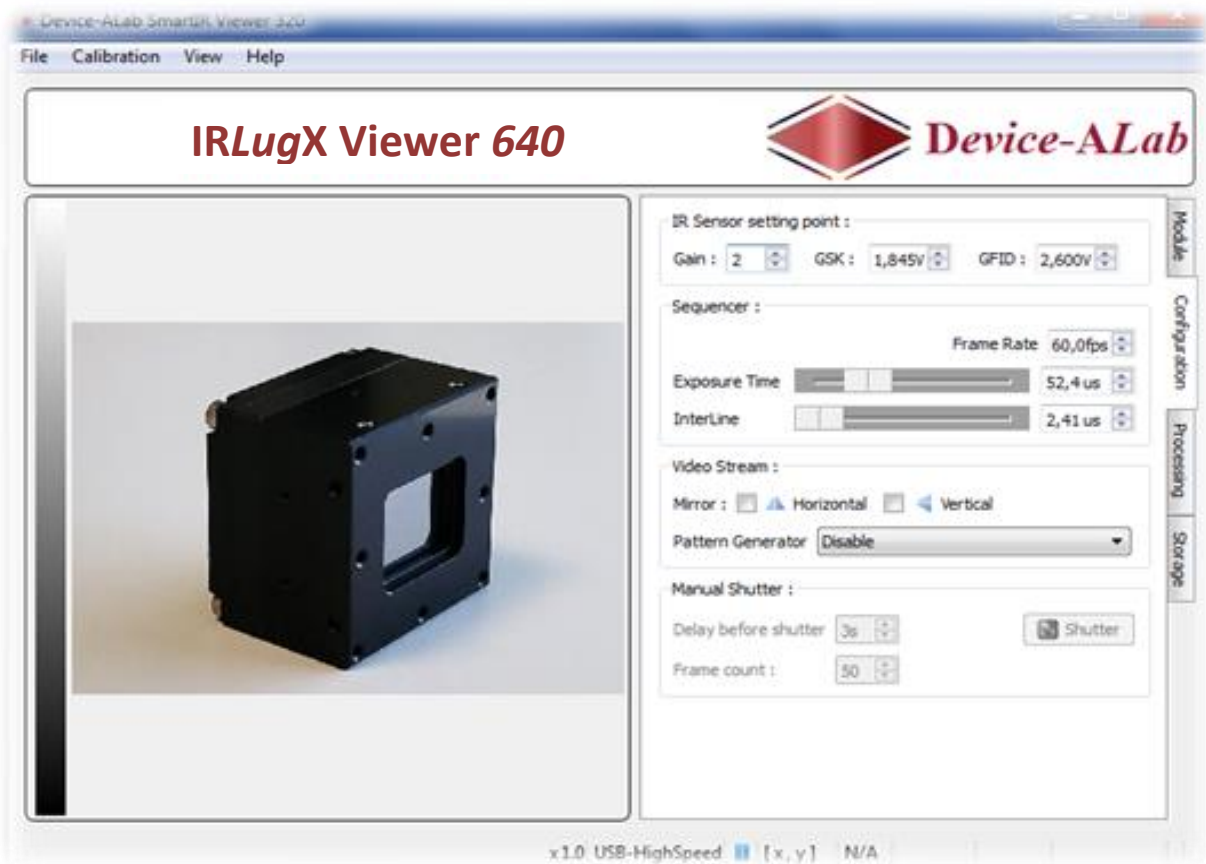 Device-ALab SmartIR Viewer 320
File Calibration View Help
IRLugX Viewer 640
Device-ALab
IR Sensor setting point :
Gain : 2 GSK : 1,845V GFID : 2,600V
Sequencer :
Frame Rate 60,0fps
Exposure Time 52,4 us
InterLine 2,41 us
Video Stream :
Mirror : Horizontal Vertical
Pattern Generator Disable
Manual Shutter :
Delay before shutter 3s Shutter
Frame count : 50
Module
Configuration
Processing
Storage
x1.0 USB-HighSpeed [x,y] N/A